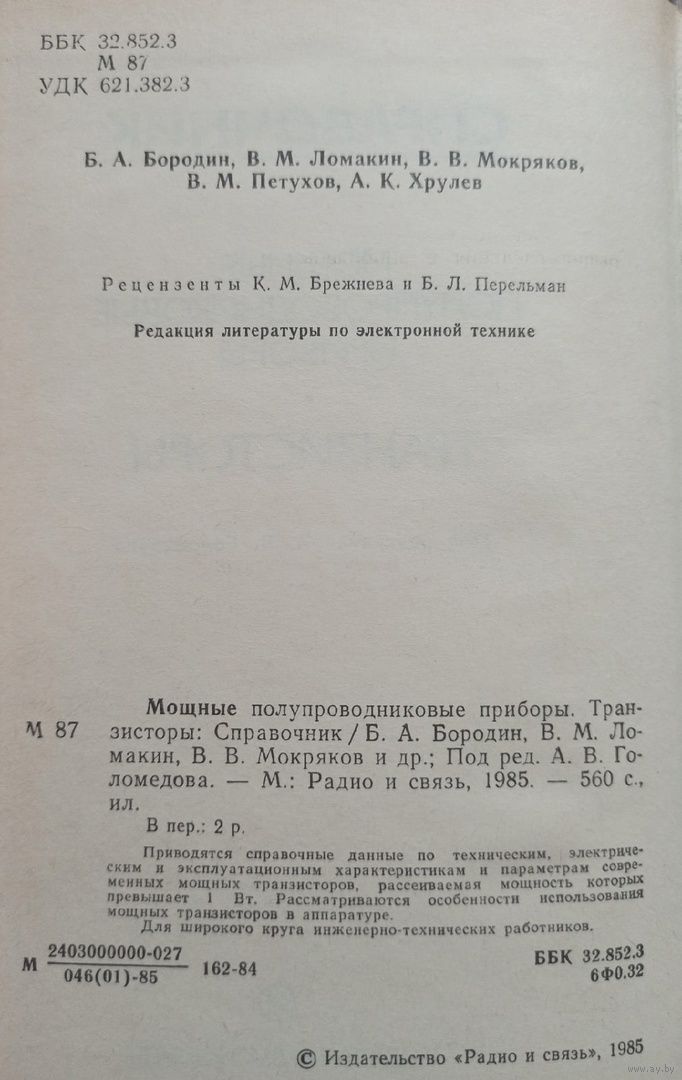 ББК 32.852.3
М 87
УДК 621.382.3
Б. А. Бородин, В. М. Ломакин, В. В. Мокряков,
В. М. Петухов, А. К. Хрулев
Рецензенты К. М. Брежнева и Б. Л. Перельман
Редакция литературы по электронной технике
Мощные полупроводниковые приборы. Тран-
М 87 зисторы: Справочник/Б. А. Бородин, В. М. Ло-
макин, В. В. Мокряков и др.; Под ред. А. В. Го-
ломедова. — М.: Радио и связь, 1985. — 560 с.,
ил.
В пер.: 2 р.
Приводятся справочные данные по техническим, электриче-
ским и эксплуатационным характеристикам и параметрам совре-
менных мощных транзисторов, рассеиваемая мощность которых
превышает 1 Вт. Рассматриваются особенности использования
мощных транзисторов в аппаратуре.
Для широкого круга инженерно-технических работников.
М 2403000000-027
046(01)-85 162-84
ББК 32.852.3
6Ф0.32
© Издательство «Радио и связь», 1985
www.ay.by